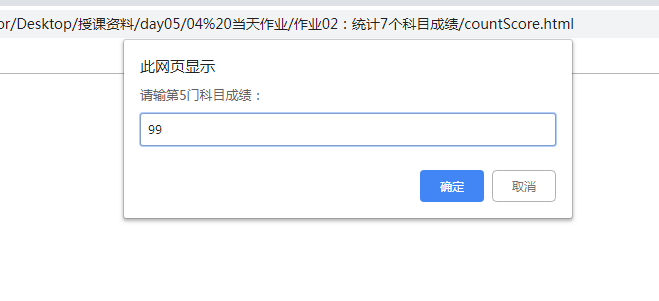 or/Desktop/授课资料/day05/04%20当天作业/作业02：统计7个科目成绩/countScore.html
此网页显示
请输第5门科目成绩：
99
确定
取消